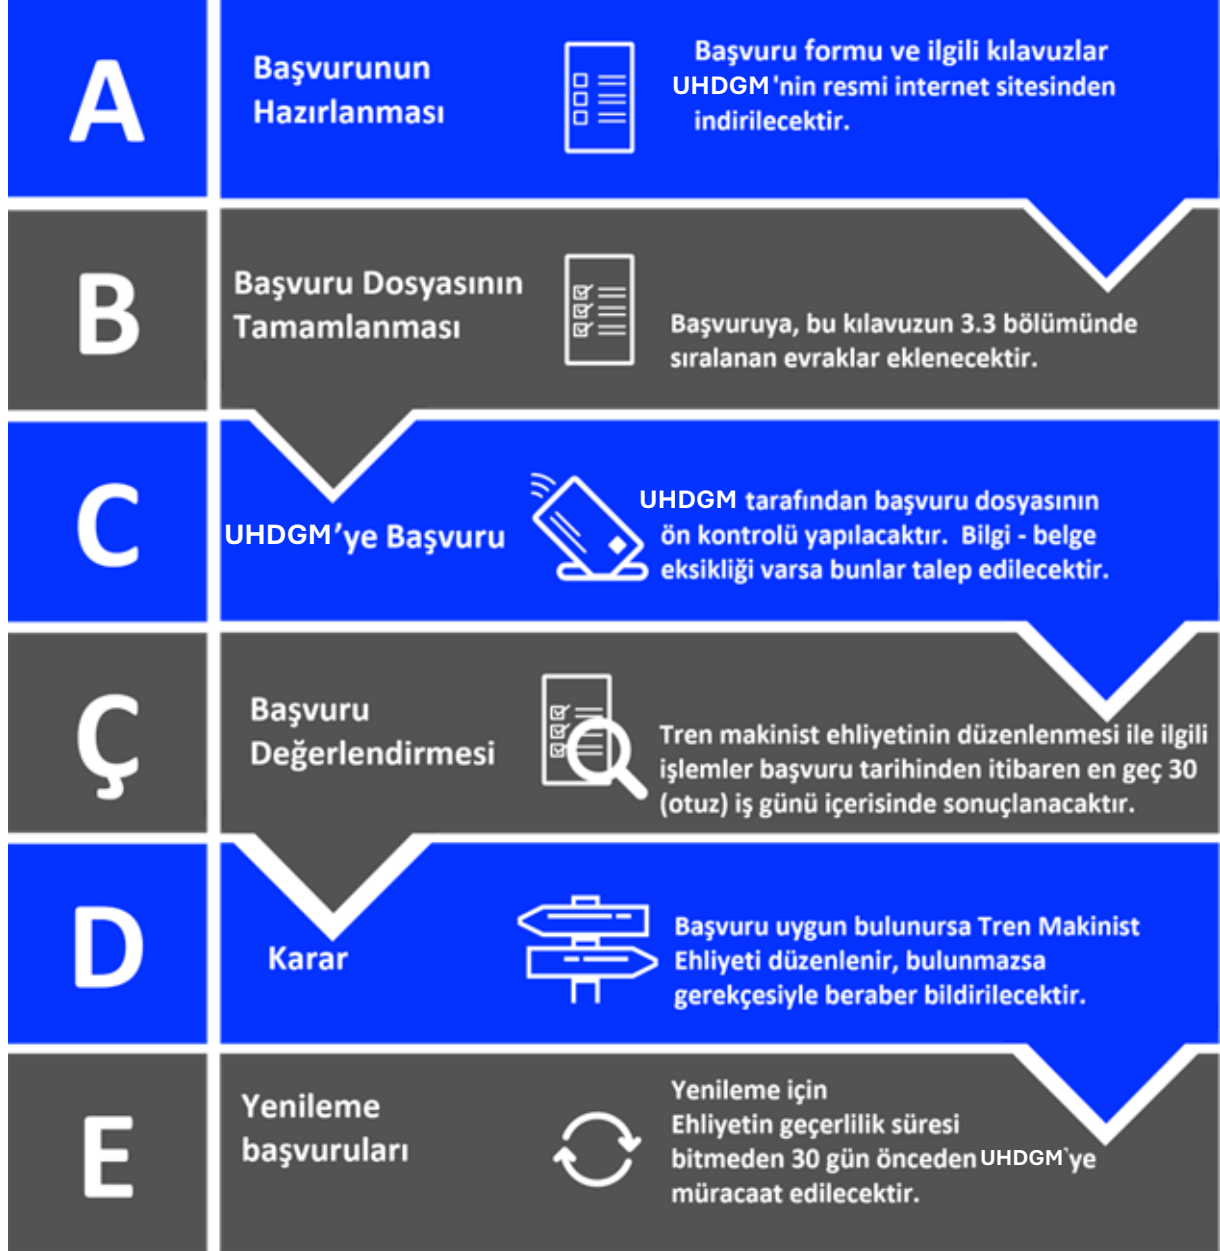 A
Başvurunun
Hazırlanması
Başvuru formu ve ilgili kılavuzlar
UHDGM'nin resmi internet sitesinden
indirilecektir.
B
Başvuru Dosyasının
Tamamlanması
Başvuruya, bu kılavuzun 3.3 bölümünde
sıralanan evraklar eklenecektir.
C
UHDGM'ye Başvuru
UHDGM tarafından başvuru dosyasının
ön kontrolü yapılacaktır. Bilgi - belge
eksikliği varsa bunlar talep edilecektir.
Ç
Başvuru
Değerlendirmesi
Tren makinist ehliyetinin düzenlenmesi ile ilgili
işlemler başvuru tarihinden itibaren en geç 30
(otuz) iş günü içerisinde sonuçlanacaktır.
D
Karar
Başvuru uygun bulunursa Tren Makinist
Ehliyeti düzenlenir, bulunmazsa
gerekçesiyle beraber bildirilecektir.
E
Yenileme
başvuruları
Yenileme için
Ehliyetin geçerlilik süresi
bitmeden 30 gün önceden UHDGM`ye
müracaat edilecektir.